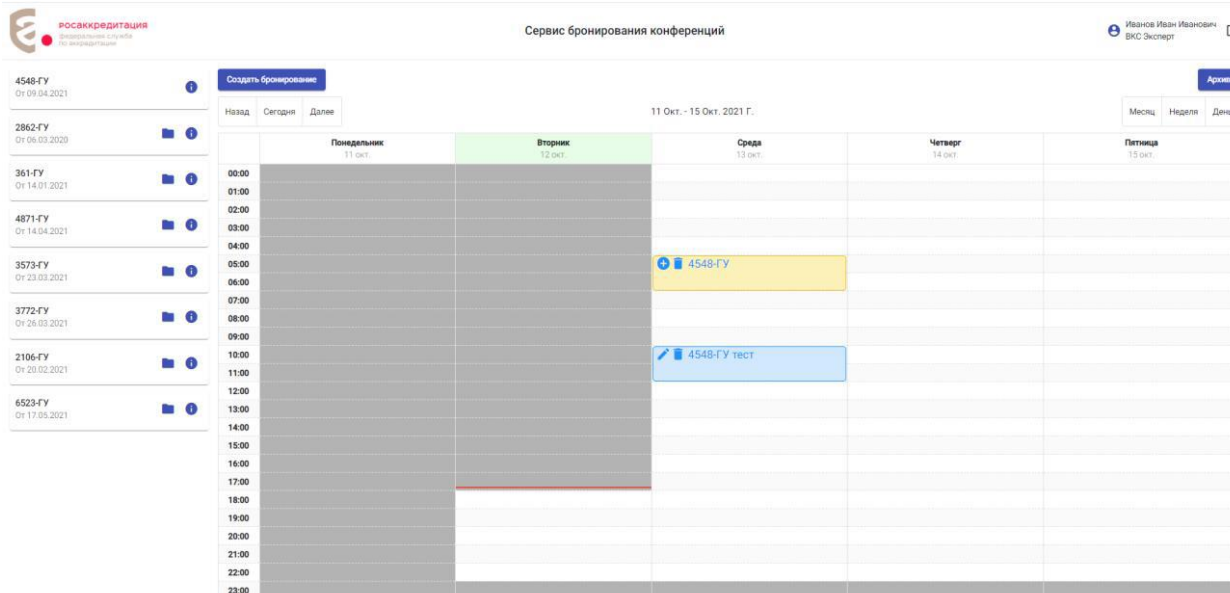 росаккредитация
федеральная служба
по аккредитации
Сервис бронирования конференций
Иванов Иван Иванович
ВКС Эксперт
4548-ГУ
От 09.04.2021
2862-ГУ
От 06.03.2020
361-ГУ
От 14.01.2021
4871-ГУ
От 14.04.2021
3573-ГУ
От 23.03.2021
3772-ГУ
От 26.03.2021
2106-ГУ
От 20.02.2021
6523-ГУ
От 17.05.2021
Создать бронирование
Архив
Назад Сегодня Далее
11 Окт. - 15 Окт. 2021 Г.
Месяц Неделя День
Понедельник
11 окт.
Вторник
12 окт.
Среда
13 окт.
Четверг
14 окт.
Пятница
15 окт.
00:00
01:00
02:00
03:00
04:00
05:00
4548-ГУ
06:00
07:00
08:00
09:00
10:00
4548-ГУ тест
11:00
12:00
13:00
14:00
15:00
16:00
17:00
18:00
19:00
20:00
21:00
22:00
23:00